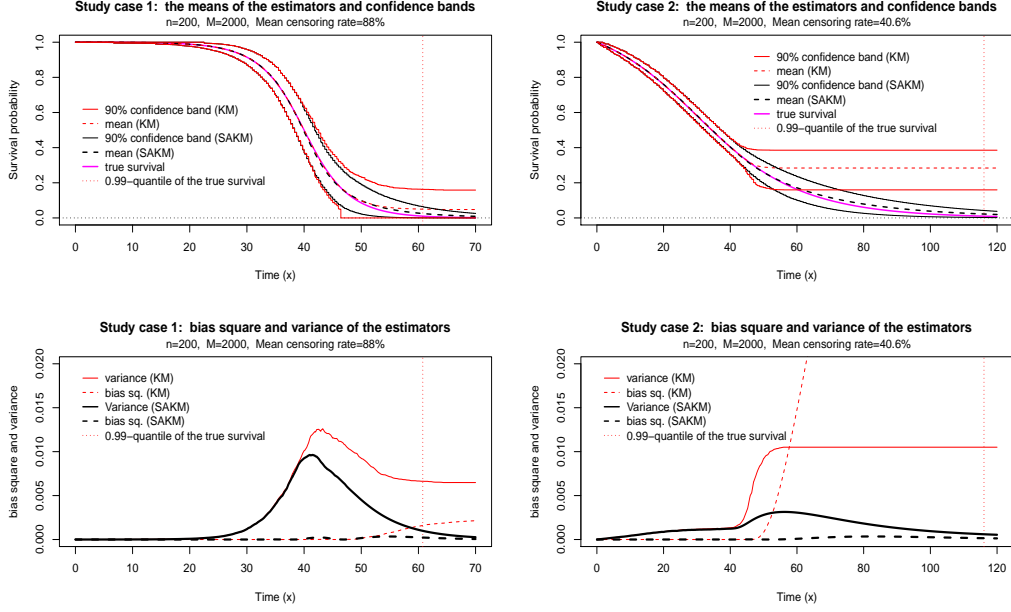 Study case 1:  the means of the estimators and confidence bands
n=200,  M=2000,  Mean censoring rate=88%
Survival probability
1.0
0.8
0.6
0.4
0.2
0.0
90% confidence band (KM)
mean (KM)
90% confidence band (SAKM)
mean (SAKM)
true survival
0.99−quantile of the true survival
0 10 20 30 40 50 60 70
Time (x)
Study case 2:  the means of the estimators and confidence bands
n=200,  M=2000,  Mean censoring rate=40.6%
Survival probability
1.0
0.8
0.6
0.4
0.2
0.0
90% confidence band (KM)
mean (KM)
90% confidence band (SAKM)
mean (SAKM)
true survival
0.99−quantile of the true survival
0 20 40 60 80 100 120
Time (x)
Study case 1:  bias square and variance of the estimators
n=200,  M=2000,  Mean censoring rate=88%
bias square and variance
0.020
0.015
0.010
0.005
0.000
variance (KM)
bias sq. (KM)
Variance (SAKM)
bias sq. (SAKM)
0.99−quantile of the true survival
0 10 20 30 40 50 60 70
Time (x)
Study case 2:  bias square and variance of the estimators
n=200,  M=2000,  Mean censoring rate=40.6%
bias square and variance
0.020
0.015
0.010
0.005
0.000
variance (KM)
bias sq. (KM)
Variance (SAKM)
bias sq. (SAKM)
0.99−quantile of the true survival
0 20 40 60 80 100 120
Time (x)